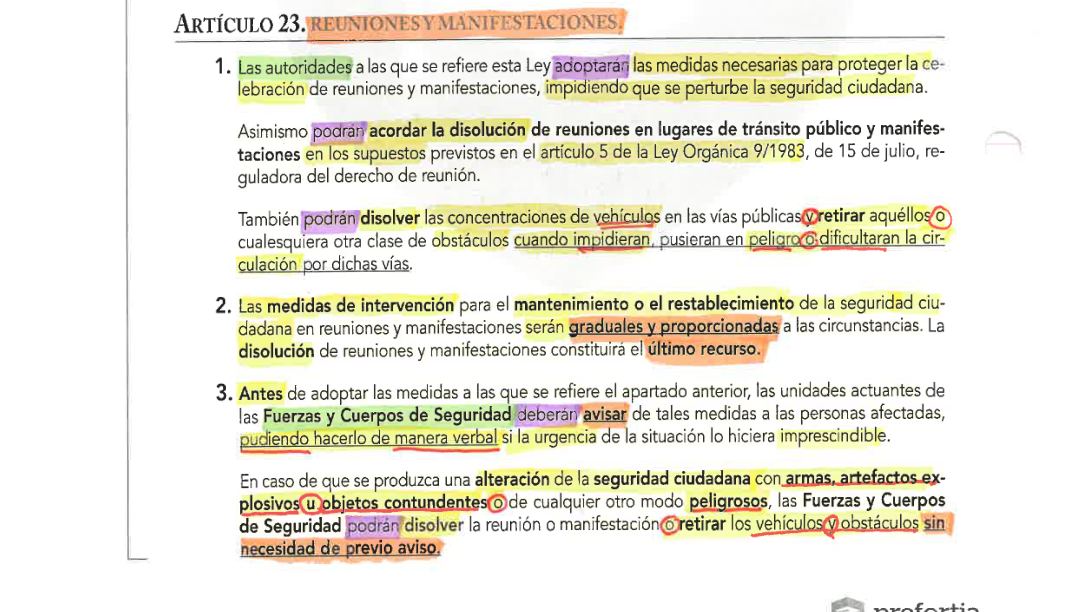 ARTÍCULO 23. REUNIONES Y MANIFESTACIONES.
1. Las autoridades a las que se refiere esta Ley adoptarán las medidas necesarias para proteger la ce-
lebración de reuniones y manifestaciones, impidiendo que se perturbe la seguridad ciudadana.
Asimismo podrán acordar la disolución de reuniones en lugares de tránsito público y manifes-
taciones en los supuestos previstos en el artículo 5 de la Ley Orgánica 9/1983, de 15 de julio, re-
guladora del derecho de reunión.
También podrán disolver las concentraciones de vehículos en las vías públicas y retirar aquéllos o
cualesquiera otra clase de obstáculos cuando impidieran, pusieran en peligro o dificultaran la cir-
culación por dichas vías.
2. Las medidas de intervención para el mantenimiento o el restablecimiento de la seguridad ciu-
dadana en reuniones y manifestaciones serán graduales y proporcionadas a las circunstancias. La
disolución de reuniones y manifestaciones constituirá el último recurso.
3. Antes de adoptar las medidas a las que se refiere el apartado anterior, las unidades actuantes de
las Fuerzas y Cuerpos de Seguridad deberán avisar de tales medidas a las personas afectadas,
pudiendo hacerlo de manera verbal si la urgencia de la situación lo hiciera imprescindible.
En caso de que se produzca una alteración de la seguridad ciudadana con armas, artefactos ex-
plosivos u objetos contundentes o de cualquier otro modo peligrosos, las Fuerzas y Cuerpos
de Seguridad podrán disolver la reunión o manifestación o retirar los vehículos y obstáculos sin
necesidad de previo aviso.
profertia